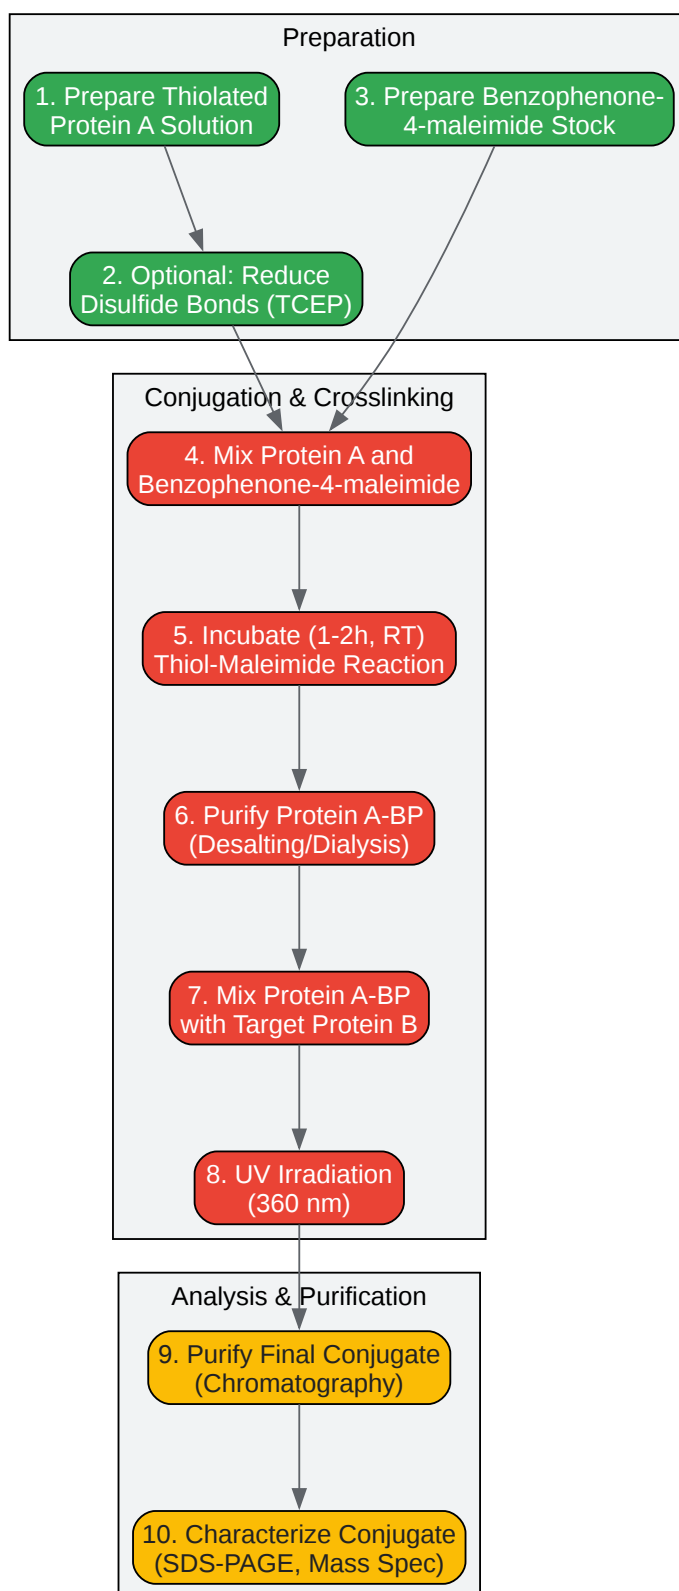 Preparation
1. Prepare Thiolated
Protein A Solution
3. Prepare Benzophenone-
4-maleimide Stock
2. Optional: Reduce
Disulfide Bonds (TCEP)
Conjugation & Crosslinking
4. Mix Protein A and
Benzophenone-4-maleimide
5. Incubate (1-2h, RT)
Thiol-Maleimide Reaction
6. Purify Protein A-BP
(Desalting/Dialysis)
7. Mix Protein A-BP
with Target Protein B
8. UV Irradiation
(360 nm)
Analysis & Purification
9. Purify Final Conjugate
(Chromatography)
10. Characterize Conjugate
(SDS-PAGE, Mass Spec)